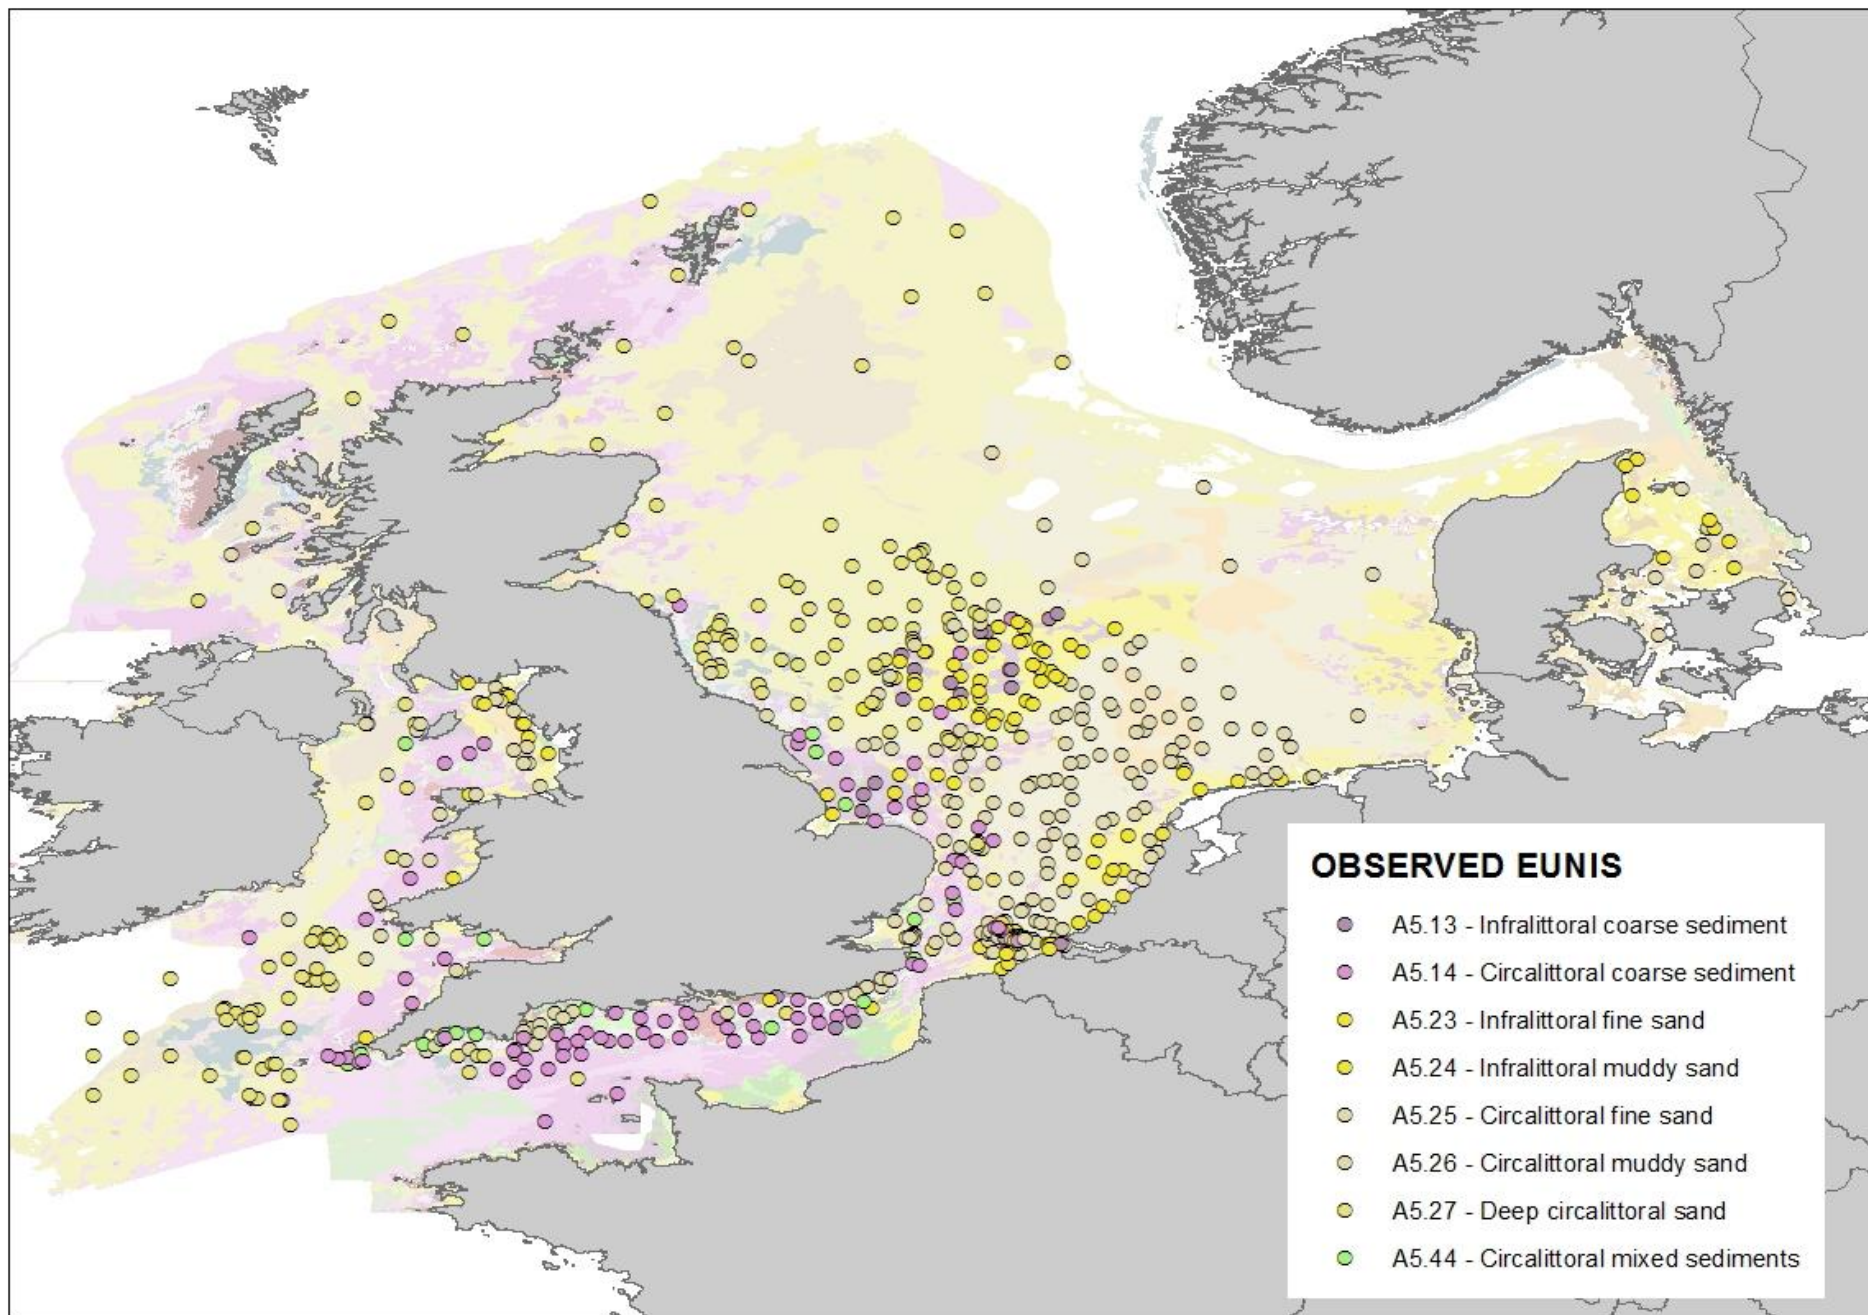 OBSERVED EUNIS
A5.13 - Infralittoral coarse sediment
A5.14 - Circalittoral coarse sediment
A5.23 - Infralittoral fine sand
A5.24 - Infralittoral muddy sand
A5.25 - Circalittoral fine sand
A5.26 - Circalittoral muddy sand
A5.27 - Deep circalittoral sand
A5.44 - Circalittoral mixed sediments